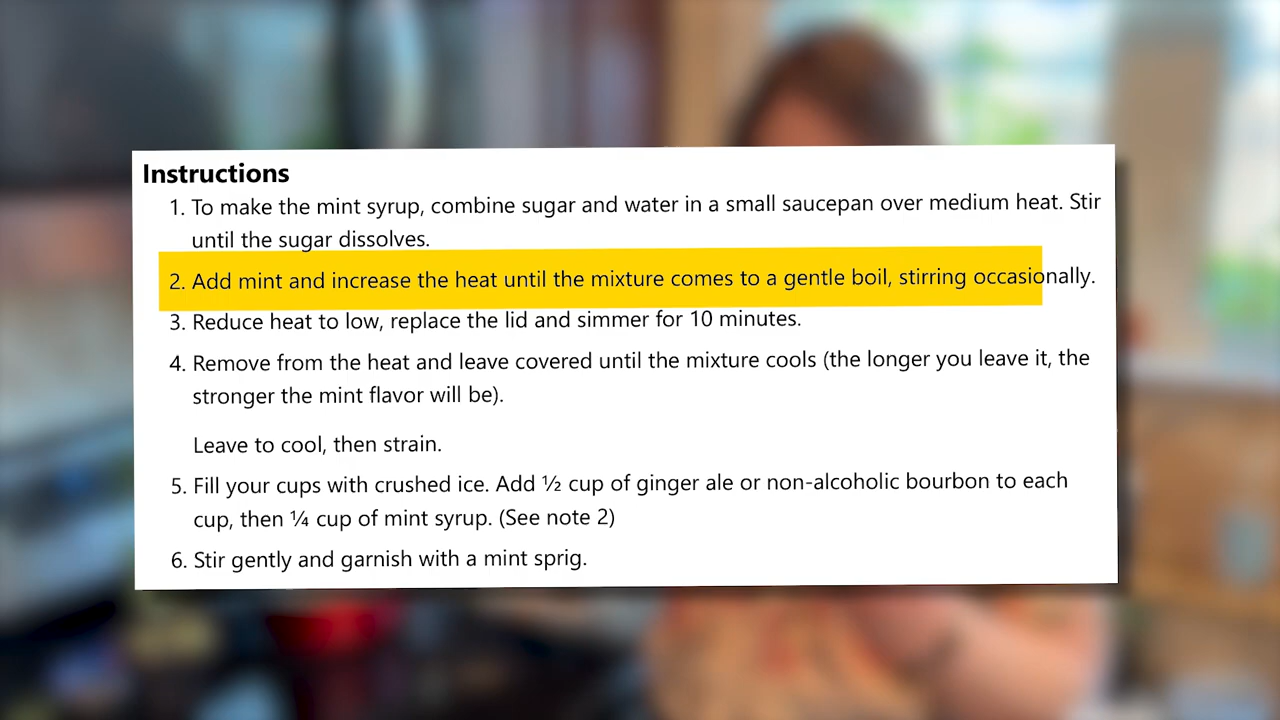 Instructions
1. To make the mint syrup, combine sugar and water in a small saucepan over medium heat. Stir
until the sugar dissolves.
2. Add mint and increase the heat until the mixture comes to a gentle boil, stirring occasionally.
3. Reduce heat to low, replace the lid and simmer for 10 minutes.
4. Remove from the heat and leave covered until the mixture cools (the longer you leave it, the
stronger the mint flavor will be).
Leave to cool, then strain.
5. Fill your cups with crushed ice. Add ½ cup of ginger ale or non-alcoholic bourbon to each
cup, then ¼ cup of mint syrup. (See note 2)
6. Stir gently and garnish with a mint sprig.